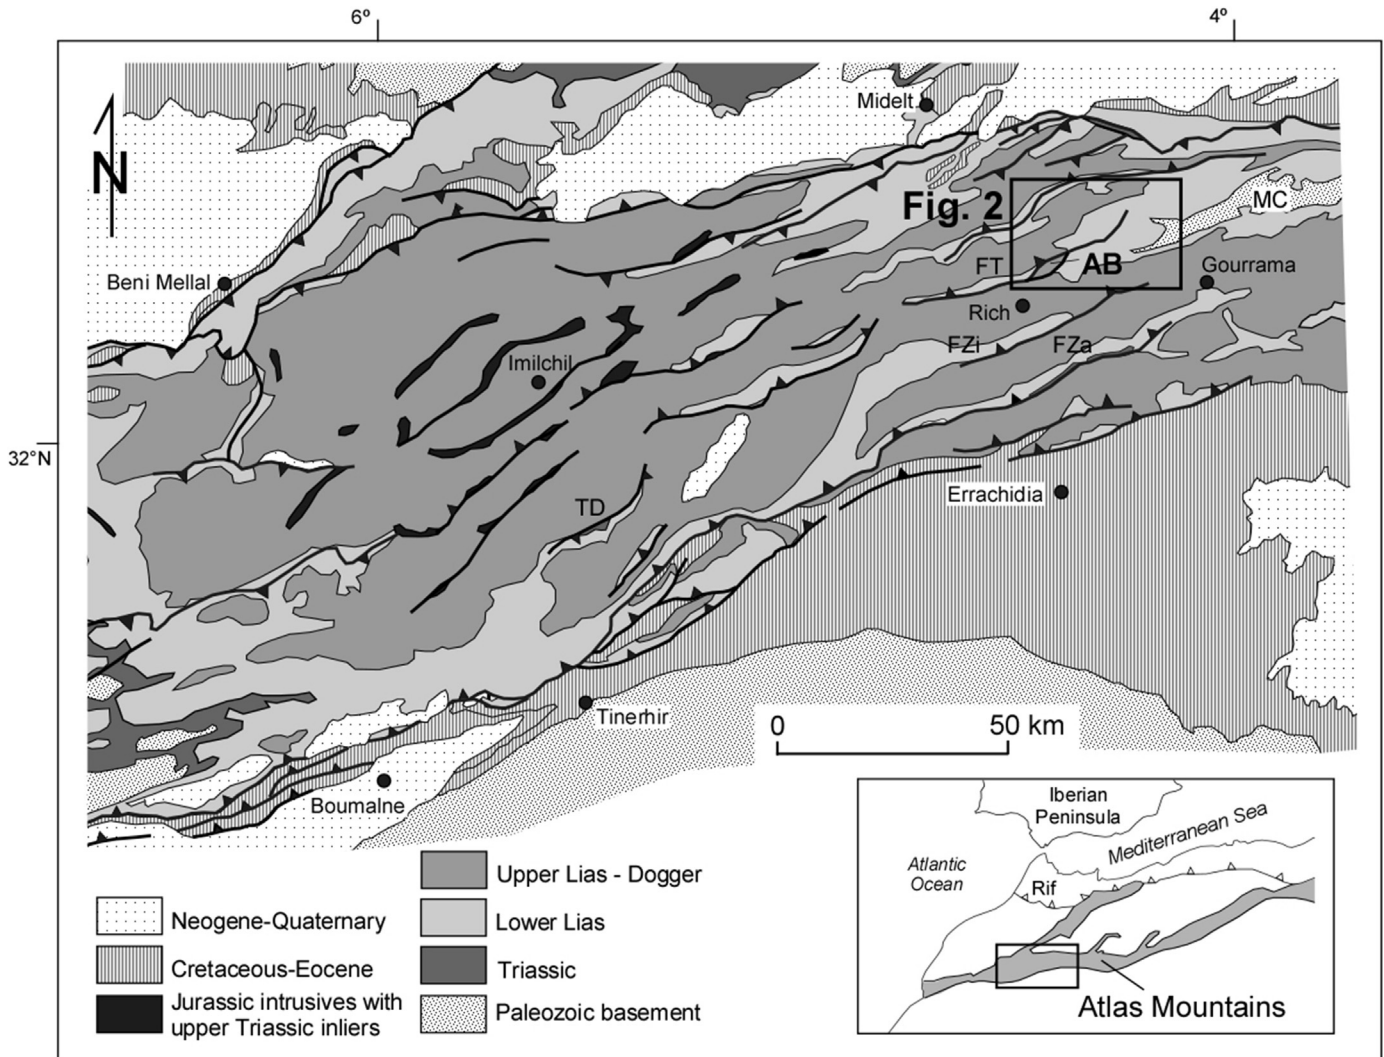 6º
4º
Midelt
N
MC
Fig. 2
FT
AB
Gourrama
Beni Mellal
Rich
FZi
FZa
Imilchil
32°N
Errachidia
TD
Tinerhir
0
50 km
Boumalne
Iberian
Peninsula
Mediterranean Sea
Atlantic
Ocean
Rif
Atlas Mountains
Neogene-Quaternary
Cretaceous-Eocene
Jurassic intrusives with
upper Triassic inliers
Upper Lias - Dogger
Lower Lias
Triassic
Paleozoic basement